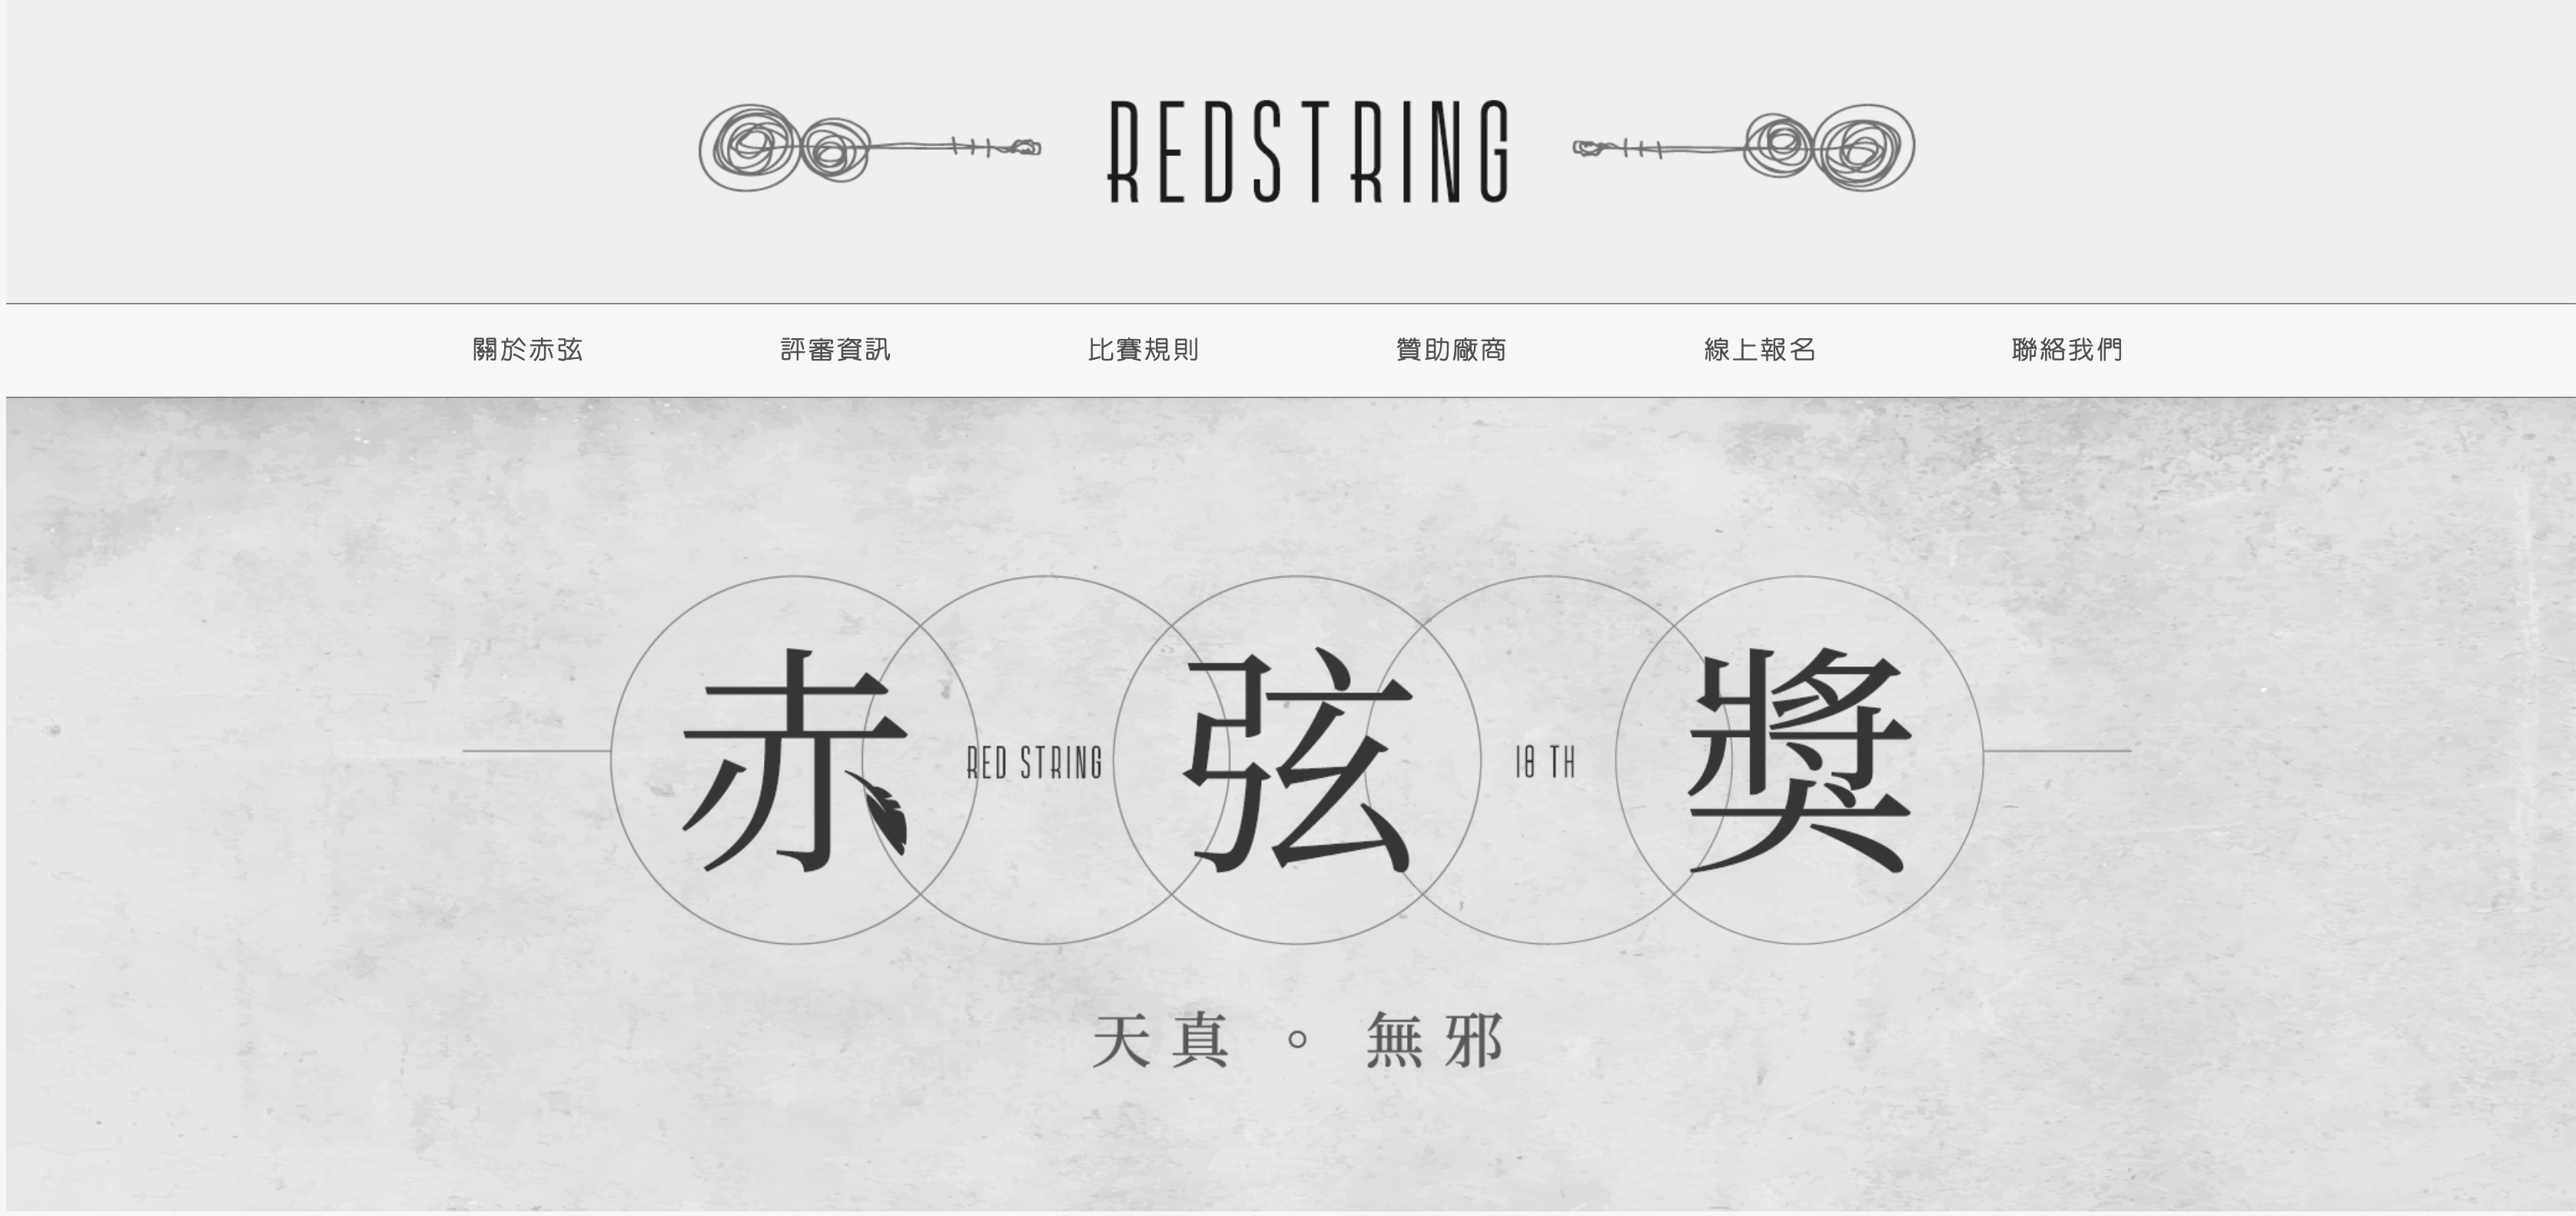 REDSTRING
關於赤弦 評審資訊 比賽規則 贊助廠商 線上報名 聯絡我們
赤 RED STRING 弦 18 TH 獎
天真。無邪